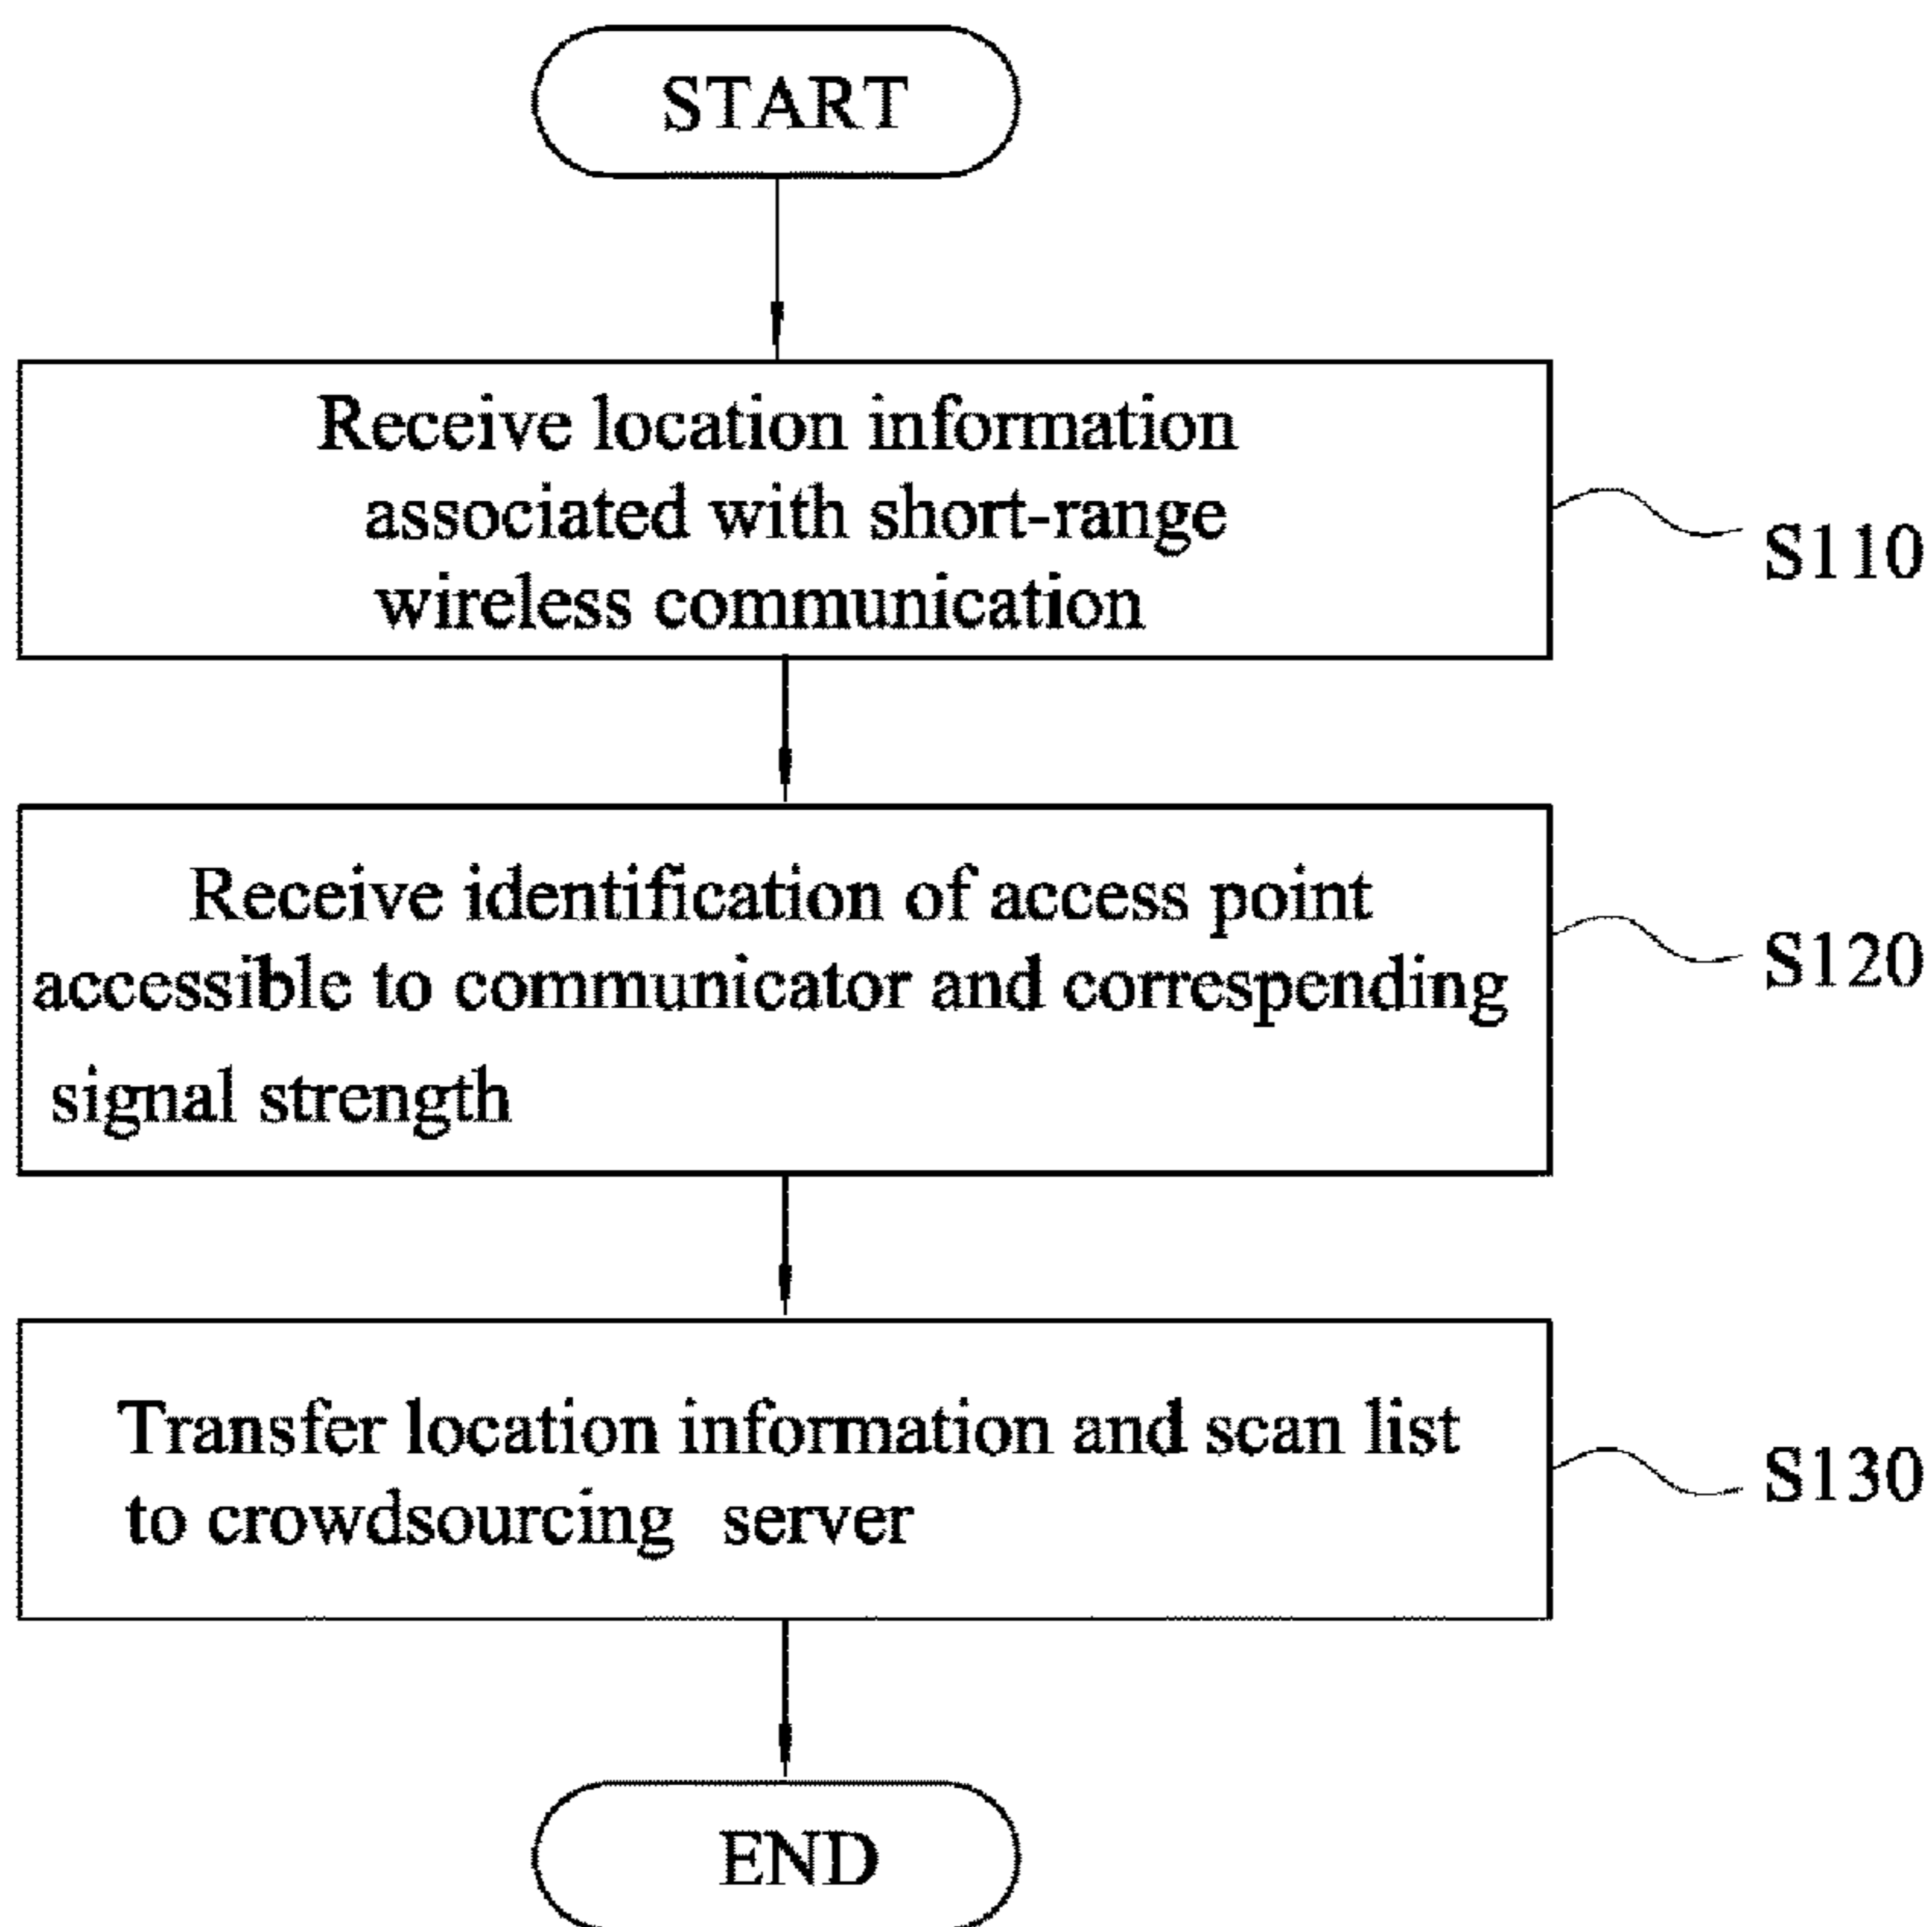 START
Receive location information
associated with short-range
wireless communication
S110
Receive identification of access point
accessible to communicator and correspending
signal strength
S120
Transfer location information and scan list
to crowdsourcing server
S130
END